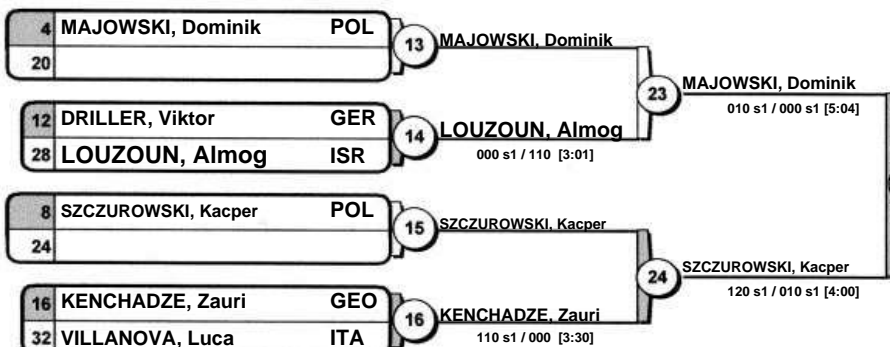 4 MAJOWSKI, Dominik POL
20
13
MAJOWSKI, Dominik
12 DRILLER, Viktor GER
28 LOUZOUN, Almog ISR
14
LOUZOUN, Almog
000 s1 / 110 [3:01]
23
MAJOWSKI, Dominik
010 s1 / 000 s1 [5:04]
8 SZCZUROWSKI, Kacper POL
24
15
SZCZUROWSKI, Kacper
16 KENCHADZE, Zauri GEO
32 VILLANOVA, Luca ITA
16
KENCHADZE, Zauri
110 s1 / 000 [3:30]
24
SZCZUROWSKI, Kacper
120 s1 / 010 s1 [4:00]